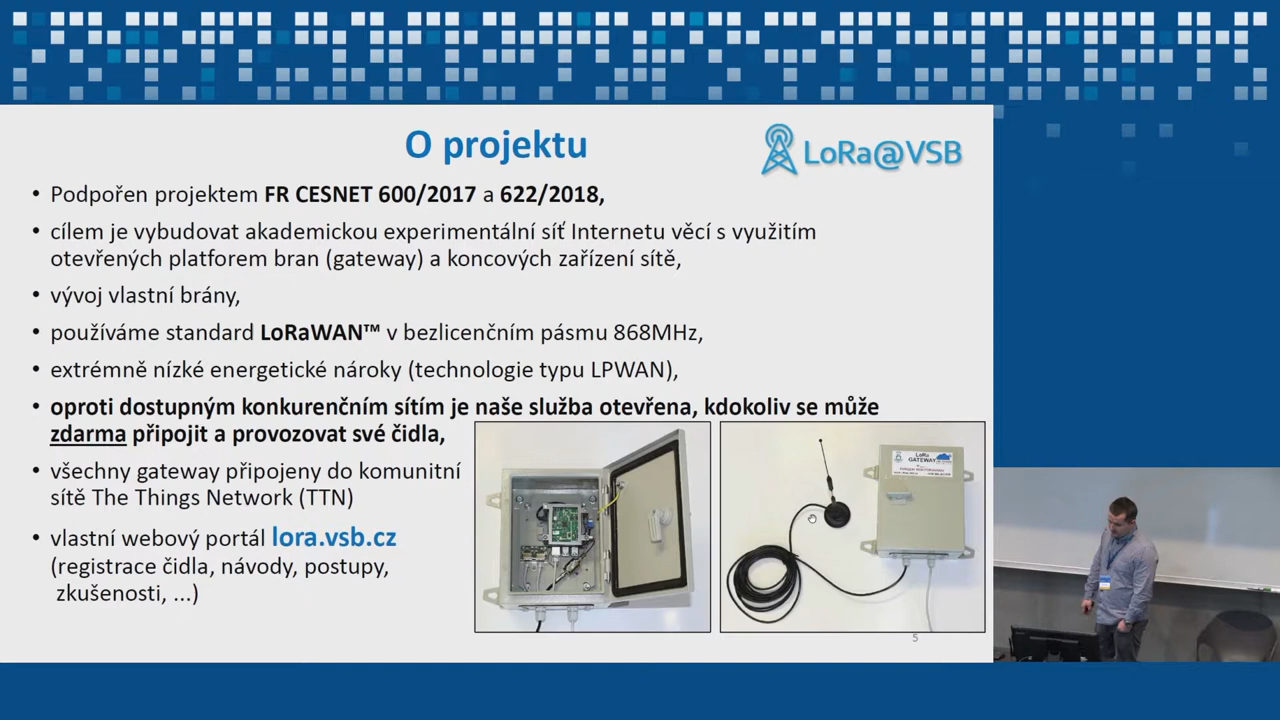 O projektu
LoRa@VSB
• Podpořen projektem FR CESNET 600/2017 a 622/2018,
• cílem je vybudovat akademickou experimentální síť Internetu věcí s využitím
otevřených platforem bran (gateway) a koncových zařízení sítě,
• vývoj vlastní brány,
• používáme standard LoRaWAN™ v bezlicenčním pásmu 868MHz,
• extrémně nízké energetické nároky (technologie typu LPWAN),
• oproti dostupným konkurenčním sítím je naše služba otevřena, kdokoliv se může
zdarma připojit a provozovat své čidla,
• všechny gateway připojeny do komunitní
sítě The Things Network (TTN)
• vlastní webový portál lora.vsb.cz
(registrace čidla, návody, postupy,
zkušenosti, ...)
LoRa
GATEWAY
5